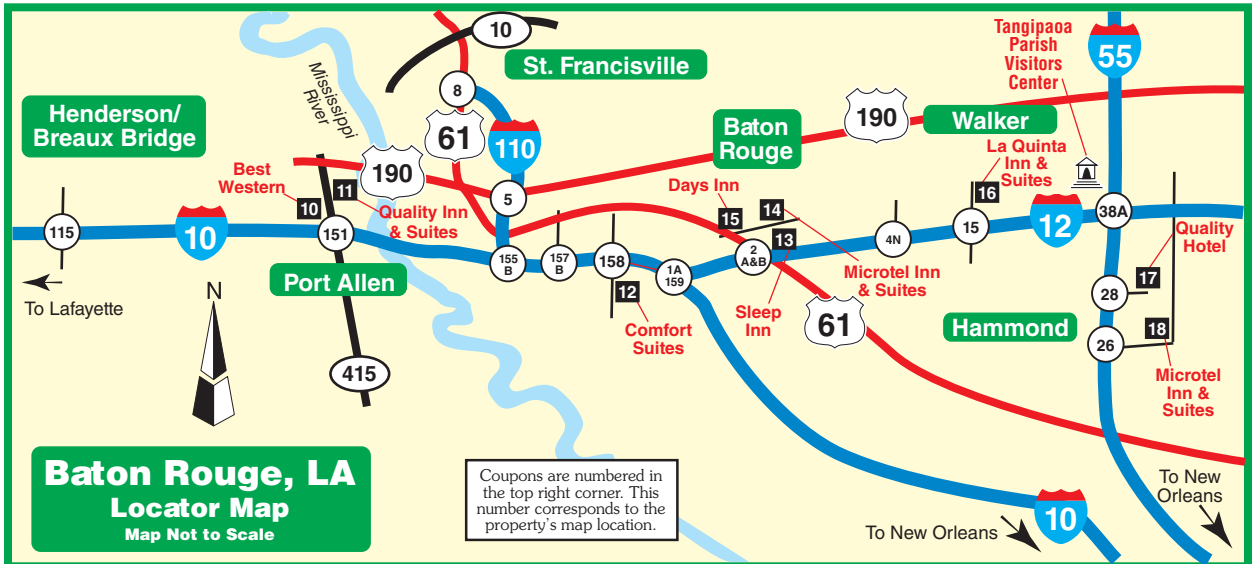 Tangipaoa
Parish
Visitors
Center
55
10
St. Francisville
Mississippi
River
8
Henderson/
Breaux Bridge
61
110
Baton
Rouge
190
Walker
La Quinta
Inn &
Suites
16
Best
Western
10
11
190
Quality Inn
& Suites
5
Days Inn
15
14
13
115
10
151
155
B
157
B
158
1A
159
2
A&B
4N
15
12
38A
Quality
Hotel
17
Port Allen
To Lafayette
N
12
Comfort
Suites
Sleep
Inn
Microtel Inn
& Suites
61
Hammond
28
26
18
Microtel
Inn &
Suites
415
Baton Rouge, LA
Locator Map
Map Not to Scale
Coupons are numbered in
the top right corner. This
number corresponds to the
property's map location.
To New Orleans
10
To New
Orleans